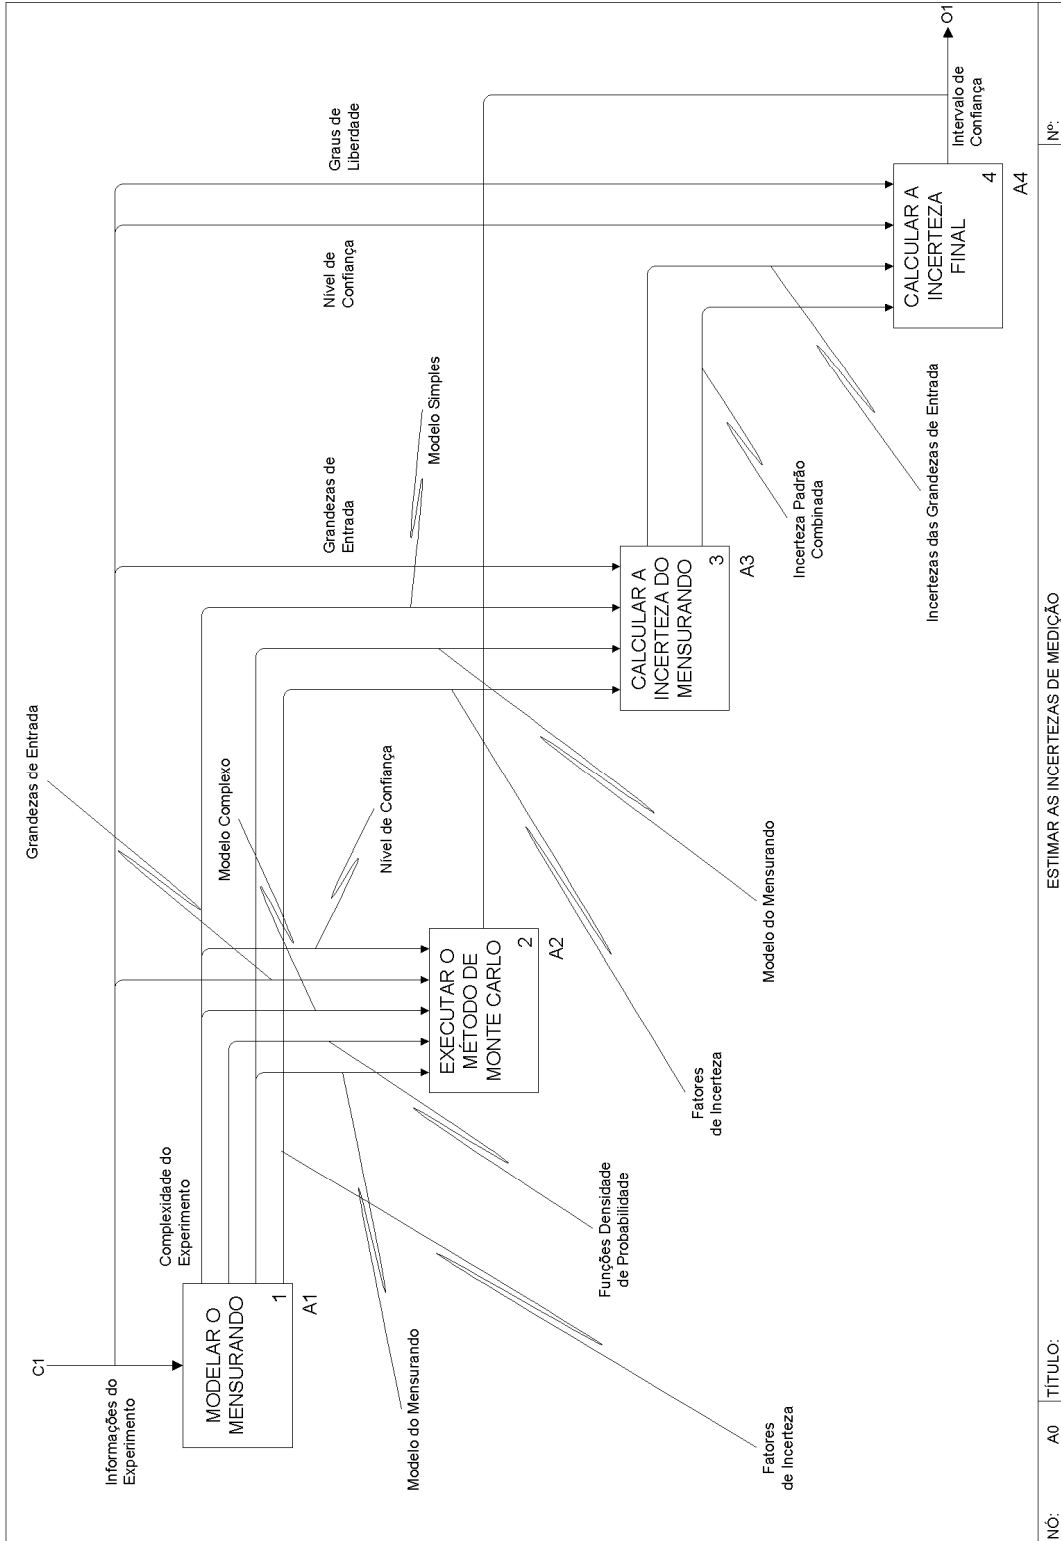 C1
Informações do
Experimento
MODELAR O
MENSURANDO
1
A1
Complexidade do
Experimento
Grandezas de Entrada
Modelo Complexo
Nível de Confiança
Modelo do Mensurando
Fatores
de Incerteza
Funções Densidade
de Probabilidade
EXECUTAR O
MÉTODO DE
MONTE CARLO
2
A2
Grandezas de
Entrada
Modelo Simples
Fatores
de Incerteza
Modelo do Mensurando
CALCULAR A
INCERTEZA DO
MENSURANDO
3
A3
Nível de
Confiança
Graus de
Liberdade
Incerteza Padrão
Combinada
Incertezas das Grandezas de Entrada
CALCULAR A
INCERTEZA
FINAL
4
A4
Intervalo de
Confiança
O1
NÓ:
A0
TÍTULO:
ESTIMAR AS INCERTEZAS DE MEDIÇÃO
Nº: